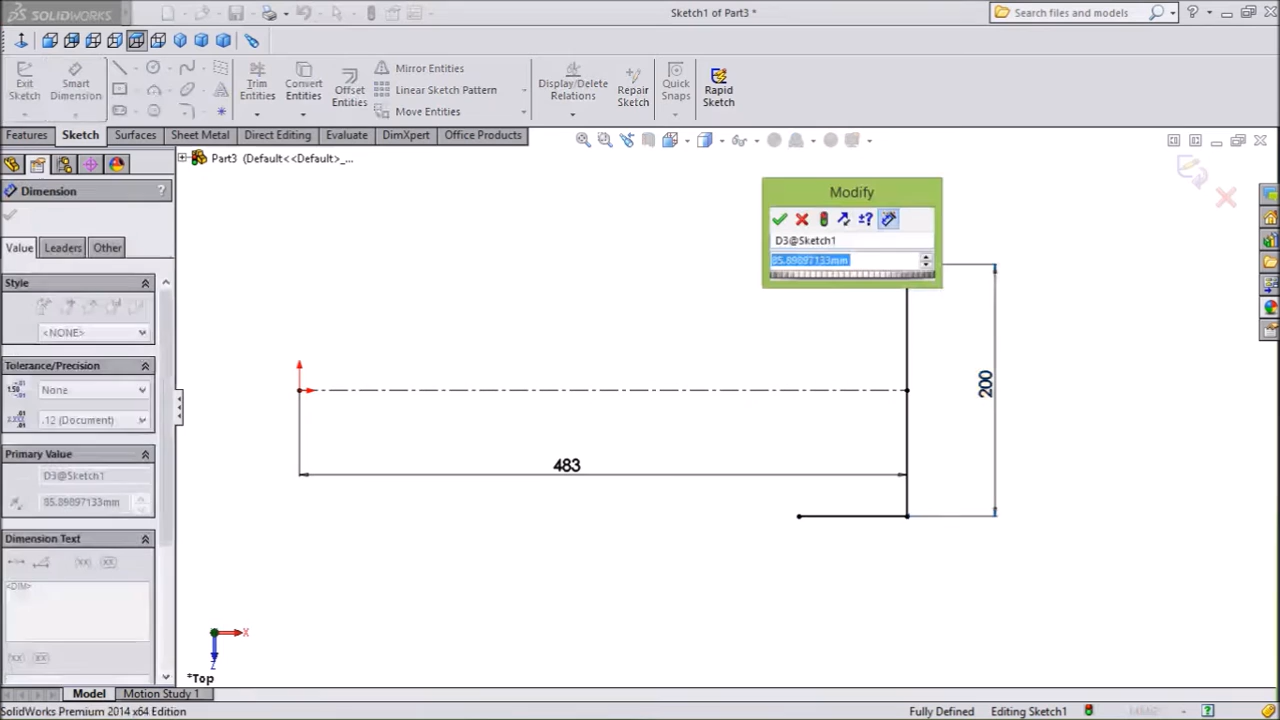 SOLIDWORKS
Sketch1 of Part3 *
Search files and models
Exit Sketch
Smart Dimension
Trim Entities
Convert Entities
Offset Entities
Mirror Entities
Linear Sketch Pattern
Move Entities
Display/Delete Relations
Repair Sketch
Quick Snaps
Rapid Sketch
Features
Sketch
Surfaces
Sheet Metal
Direct Editing
Evaluate
DimXpert
Office Products
Part3 (Default<<Default>_...
Dimension
?
Value
Leaders
Other
Style
<NONE>
Tolerance/Precision
None
.12 (Document)
Primary Value
D3@Sketch1
85.89897133mm
Dimension Text
<DIM>
Modify
D3@Sketch1
85.89897133mm
200
483
X
Z
*Top
Model
Motion Study 1
SolidWorks Premium 2014 x64 Edition
Fully Defined
Editing Sketch1